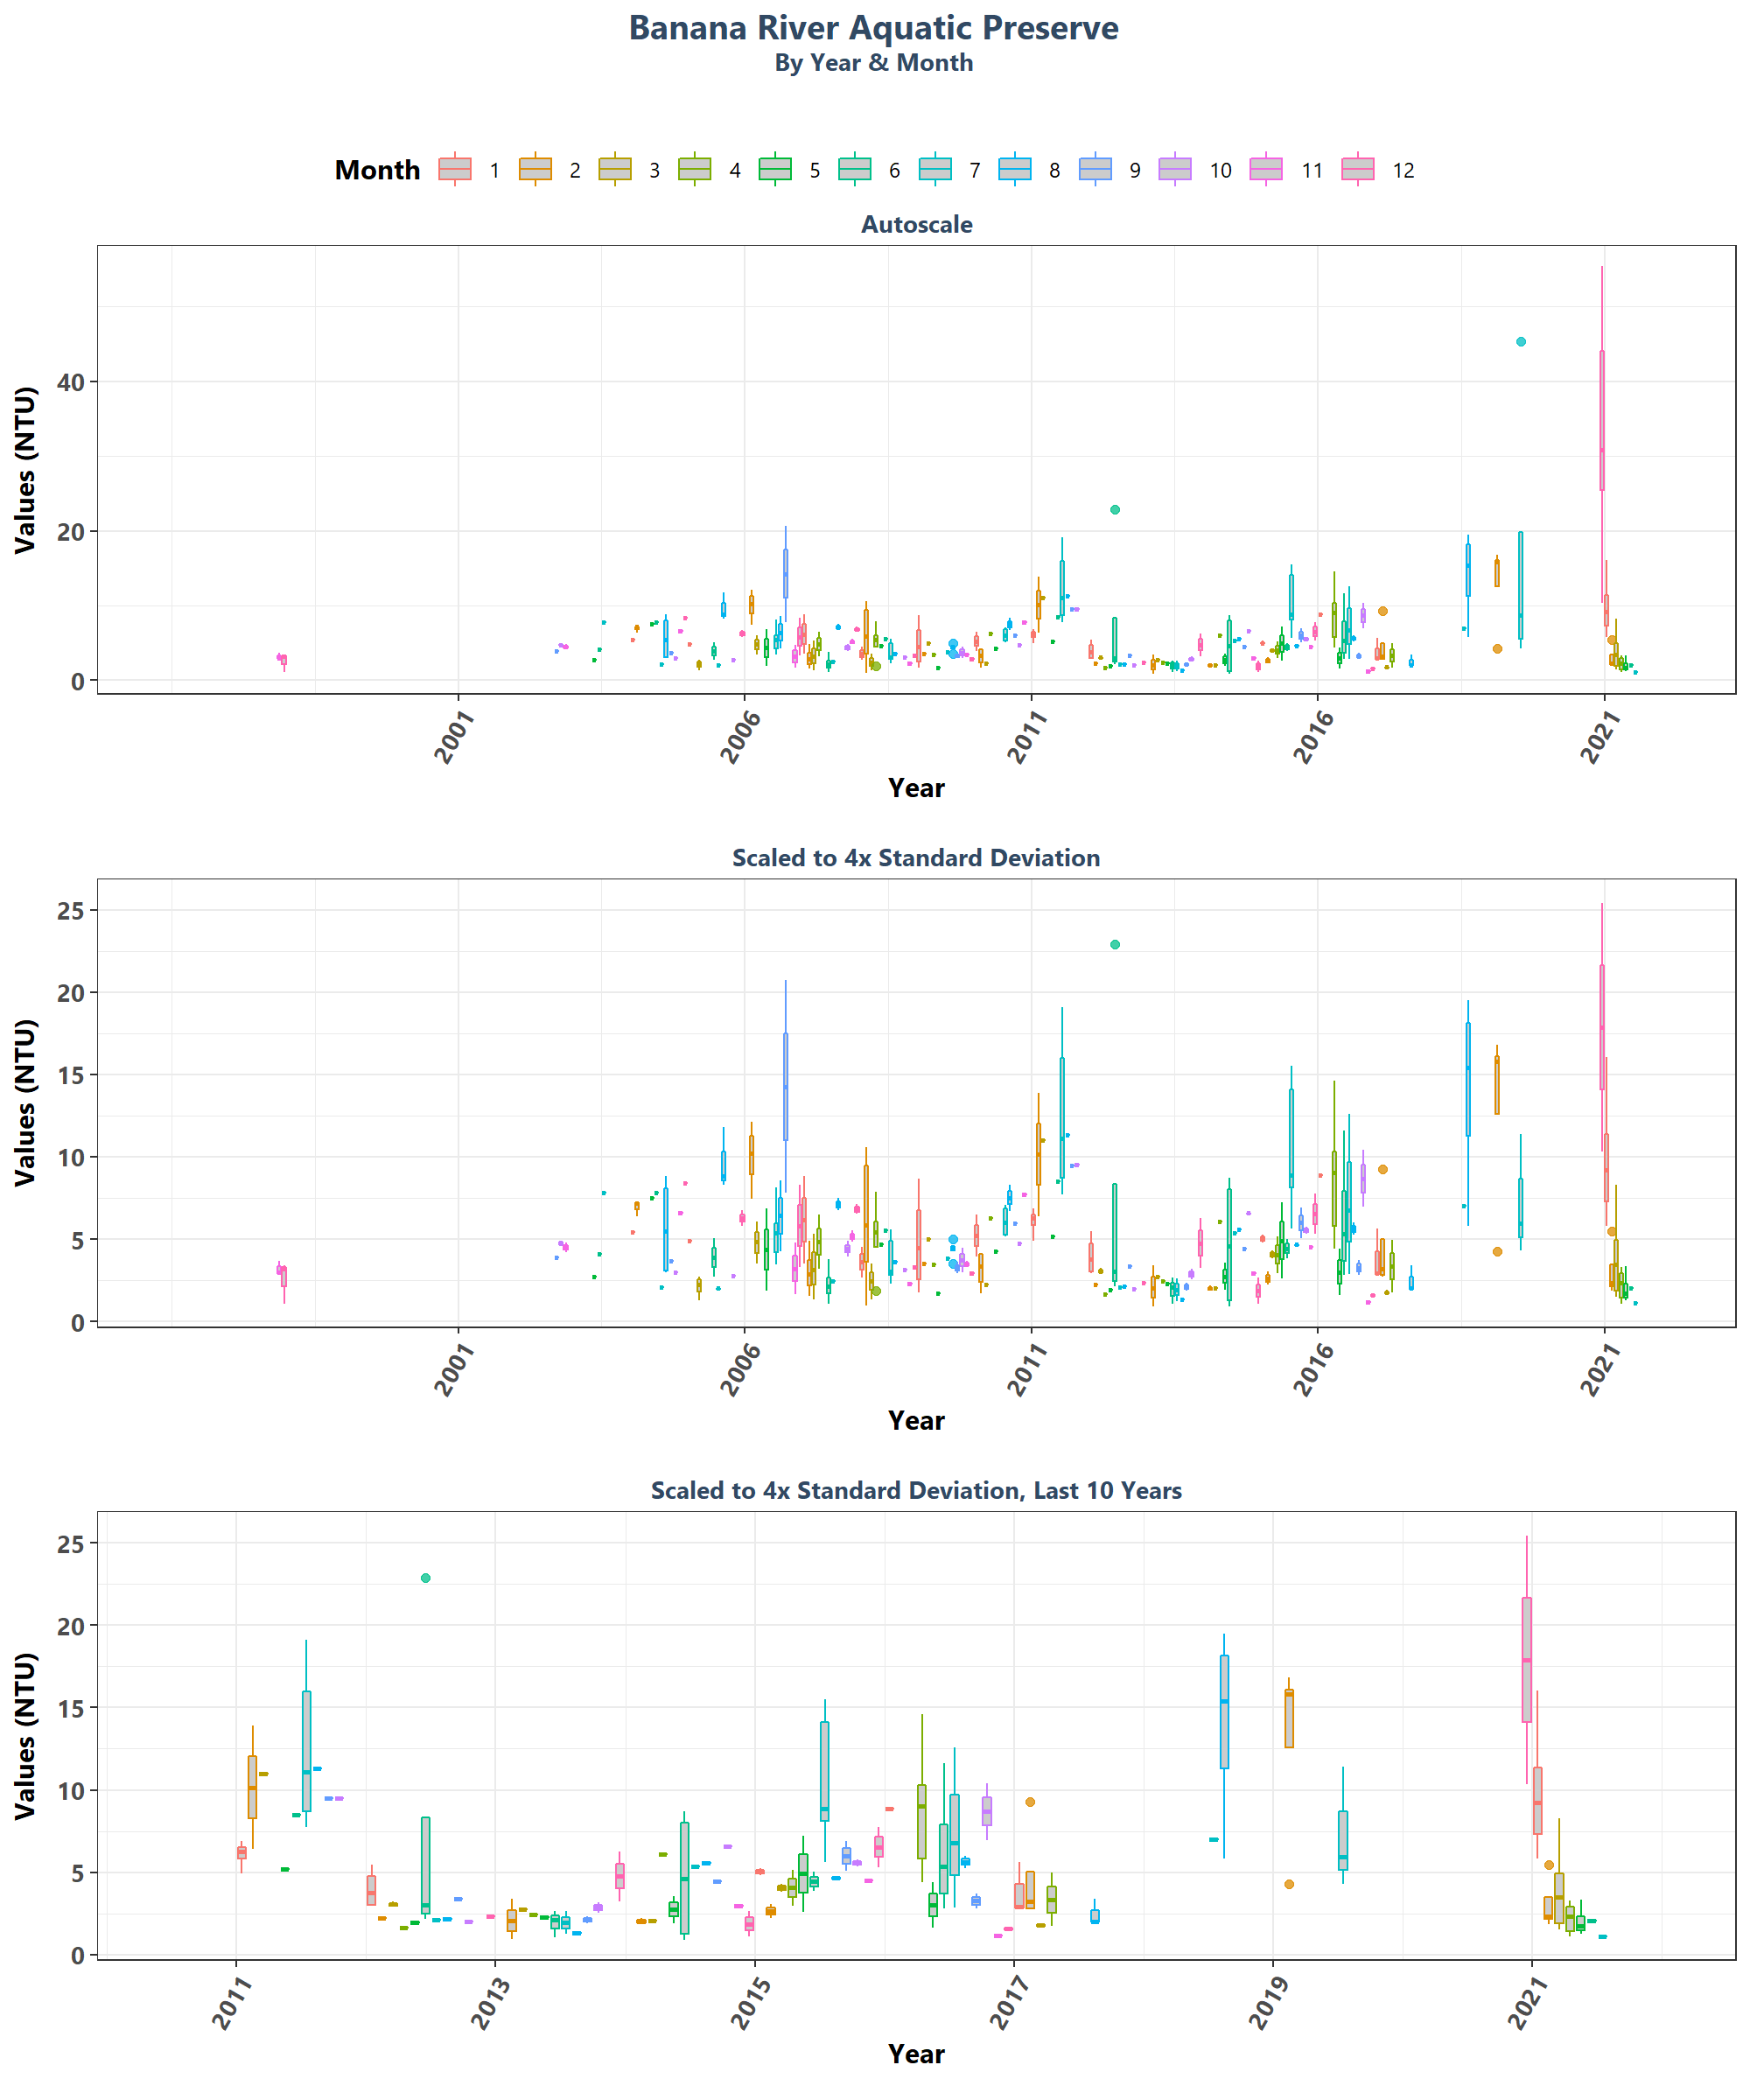 Banana River Aquatic Preserve
By Year & Month
Month 1 2 3 4 5 6 7 8 9 10 11 12
Autoscale
Values (NTU)
40
20
0
2001 2006 2011 2016 2021
Year
Scaled to 4x Standard Deviation
Values (NTU)
25
20
15
10
5
0
2001 2006 2011 2016 2021
Year
Scaled to 4x Standard Deviation, Last 10 Years
Values (NTU)
25
20
15
10
5
0
2011 2013 2015 2017 2019 2021
Year